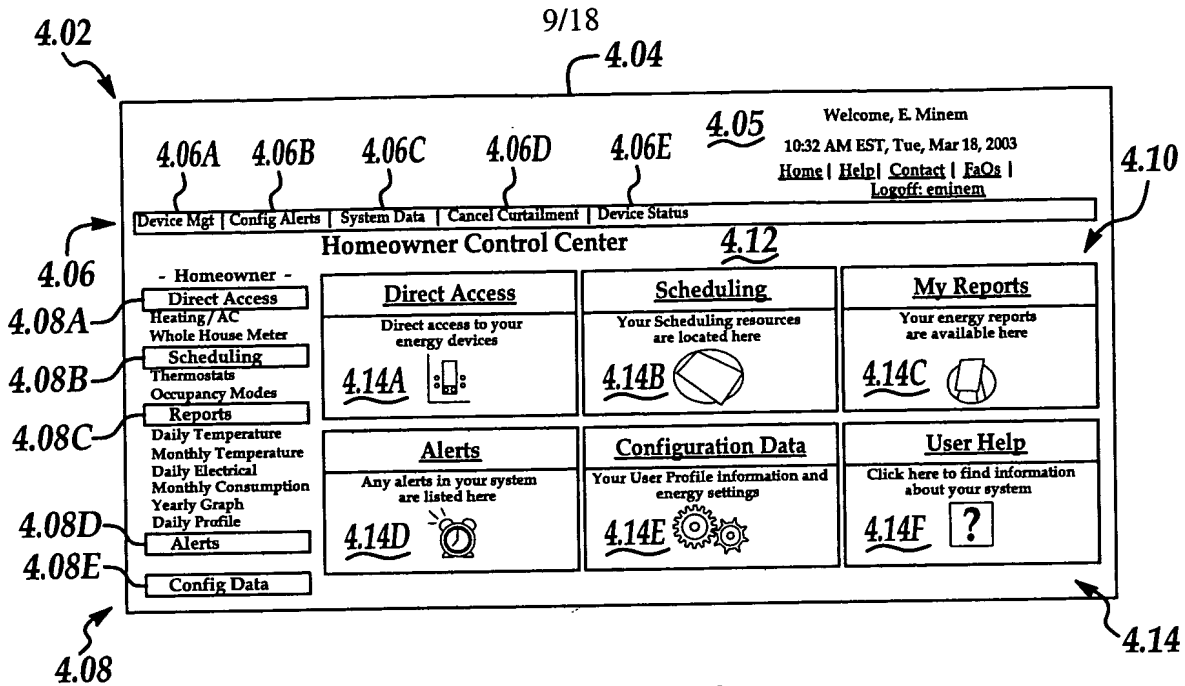 9/18
4.02
4.04
4.05
Welcome, E. Minem
10:32 AM EST, Tue, Mar 18, 2003
Home | Help| Contact | FaQs |
Logoff: eminem
4.06A 4.06B 4.06C 4.06D 4.06E
4.10
Device Mgt | Config Alerts | System Data | Cancel Curtailment | Device Status
4.06
Homeowner Control Center
4.12
- Homeowner -
4.08A
Direct Access
Heating/AC
Whole House Meter
4.08B
Scheduling
Thermostats
Occupancy Modes
4.08C
Reports
Daily Temperature
Monthly Temperature
Daily Electrical
Monthly Consumption
Yearly Graph
Daily Profile
4.08D
Alerts
4.08E
Config Data
4.08
Direct Access
Direct access to your
energy devices
4.14A
Scheduling
Your Scheduling resources
are located here
4.14B
My Reports
Your energy reports
are available here
4.14C
Alerts
Any alerts in your system
are listed here
4.14D
Configuration Data
Your User Profile information and
energy settings
4.14E
User Help
Click here to find information
about your system
4.14F
?
4.14